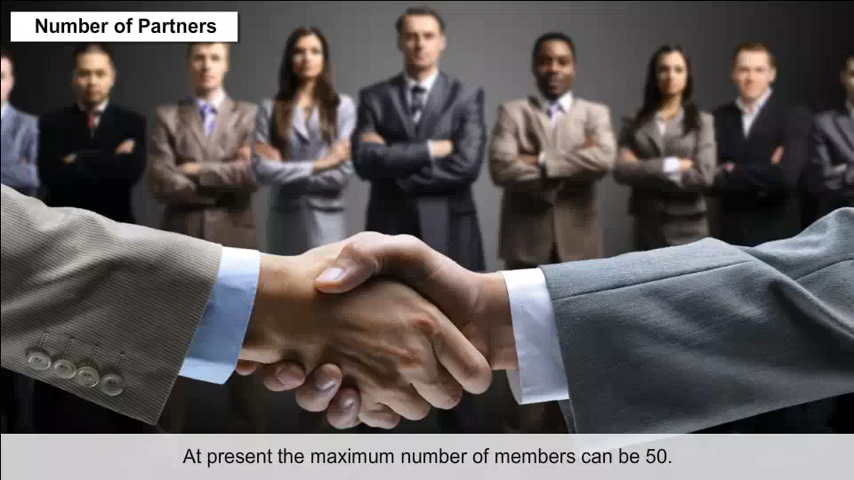 Number of Partners
At present the maximum number of members can be 50.